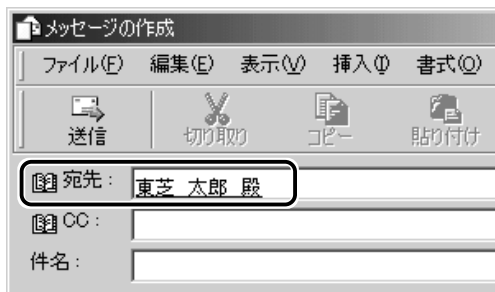 メッセージの作成
ファイル(F) 編集(E) 表示(V) 挿入(I) 書式(O)
送信 切り取り コピー 貼り付け
宛先： 東芝 太郎 殿
CC：
件名：